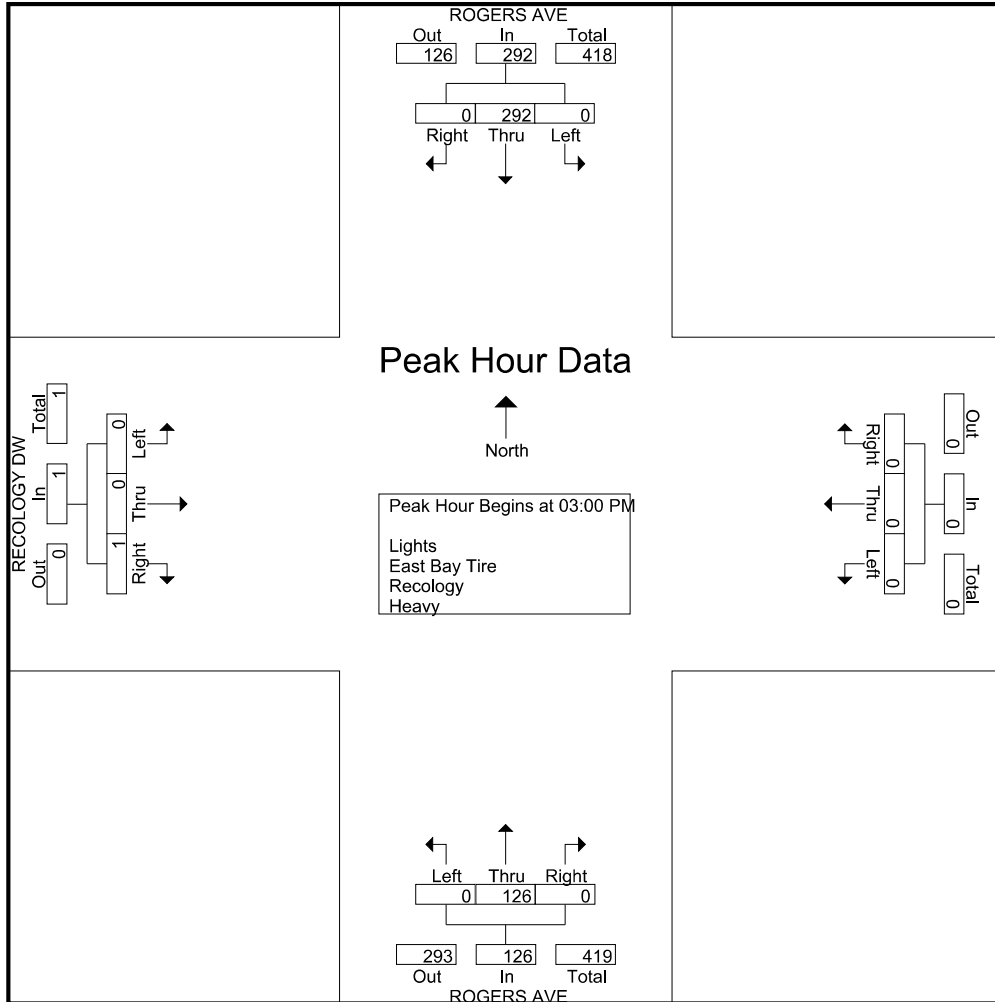 ROGERS AVE
Out In Total
126 292 418
0 292 0
Right Thru Left
Peak Hour Data
North
Peak Hour Begins at 03:00 PM
Lights
East Bay Tire
Recology
Heavy
RECOLOGY DW
Total In Out
1 1 0
0 0 1
Left Thru Right
Right Thru Left
0 0 0
Out In Total
0 0 0
Left Thru Right
0 126 0
293 126 419
Out In Total
ROGERS AVE